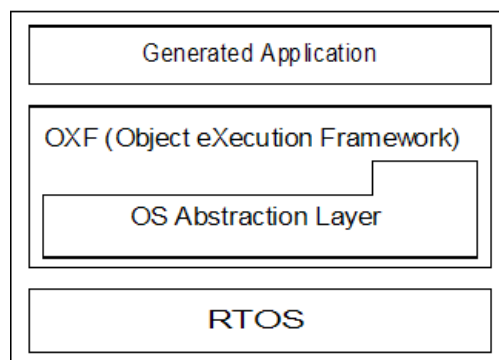 Generated Application
OXF (Object eXecution Framework)
OS Abstraction Layer
RTOS